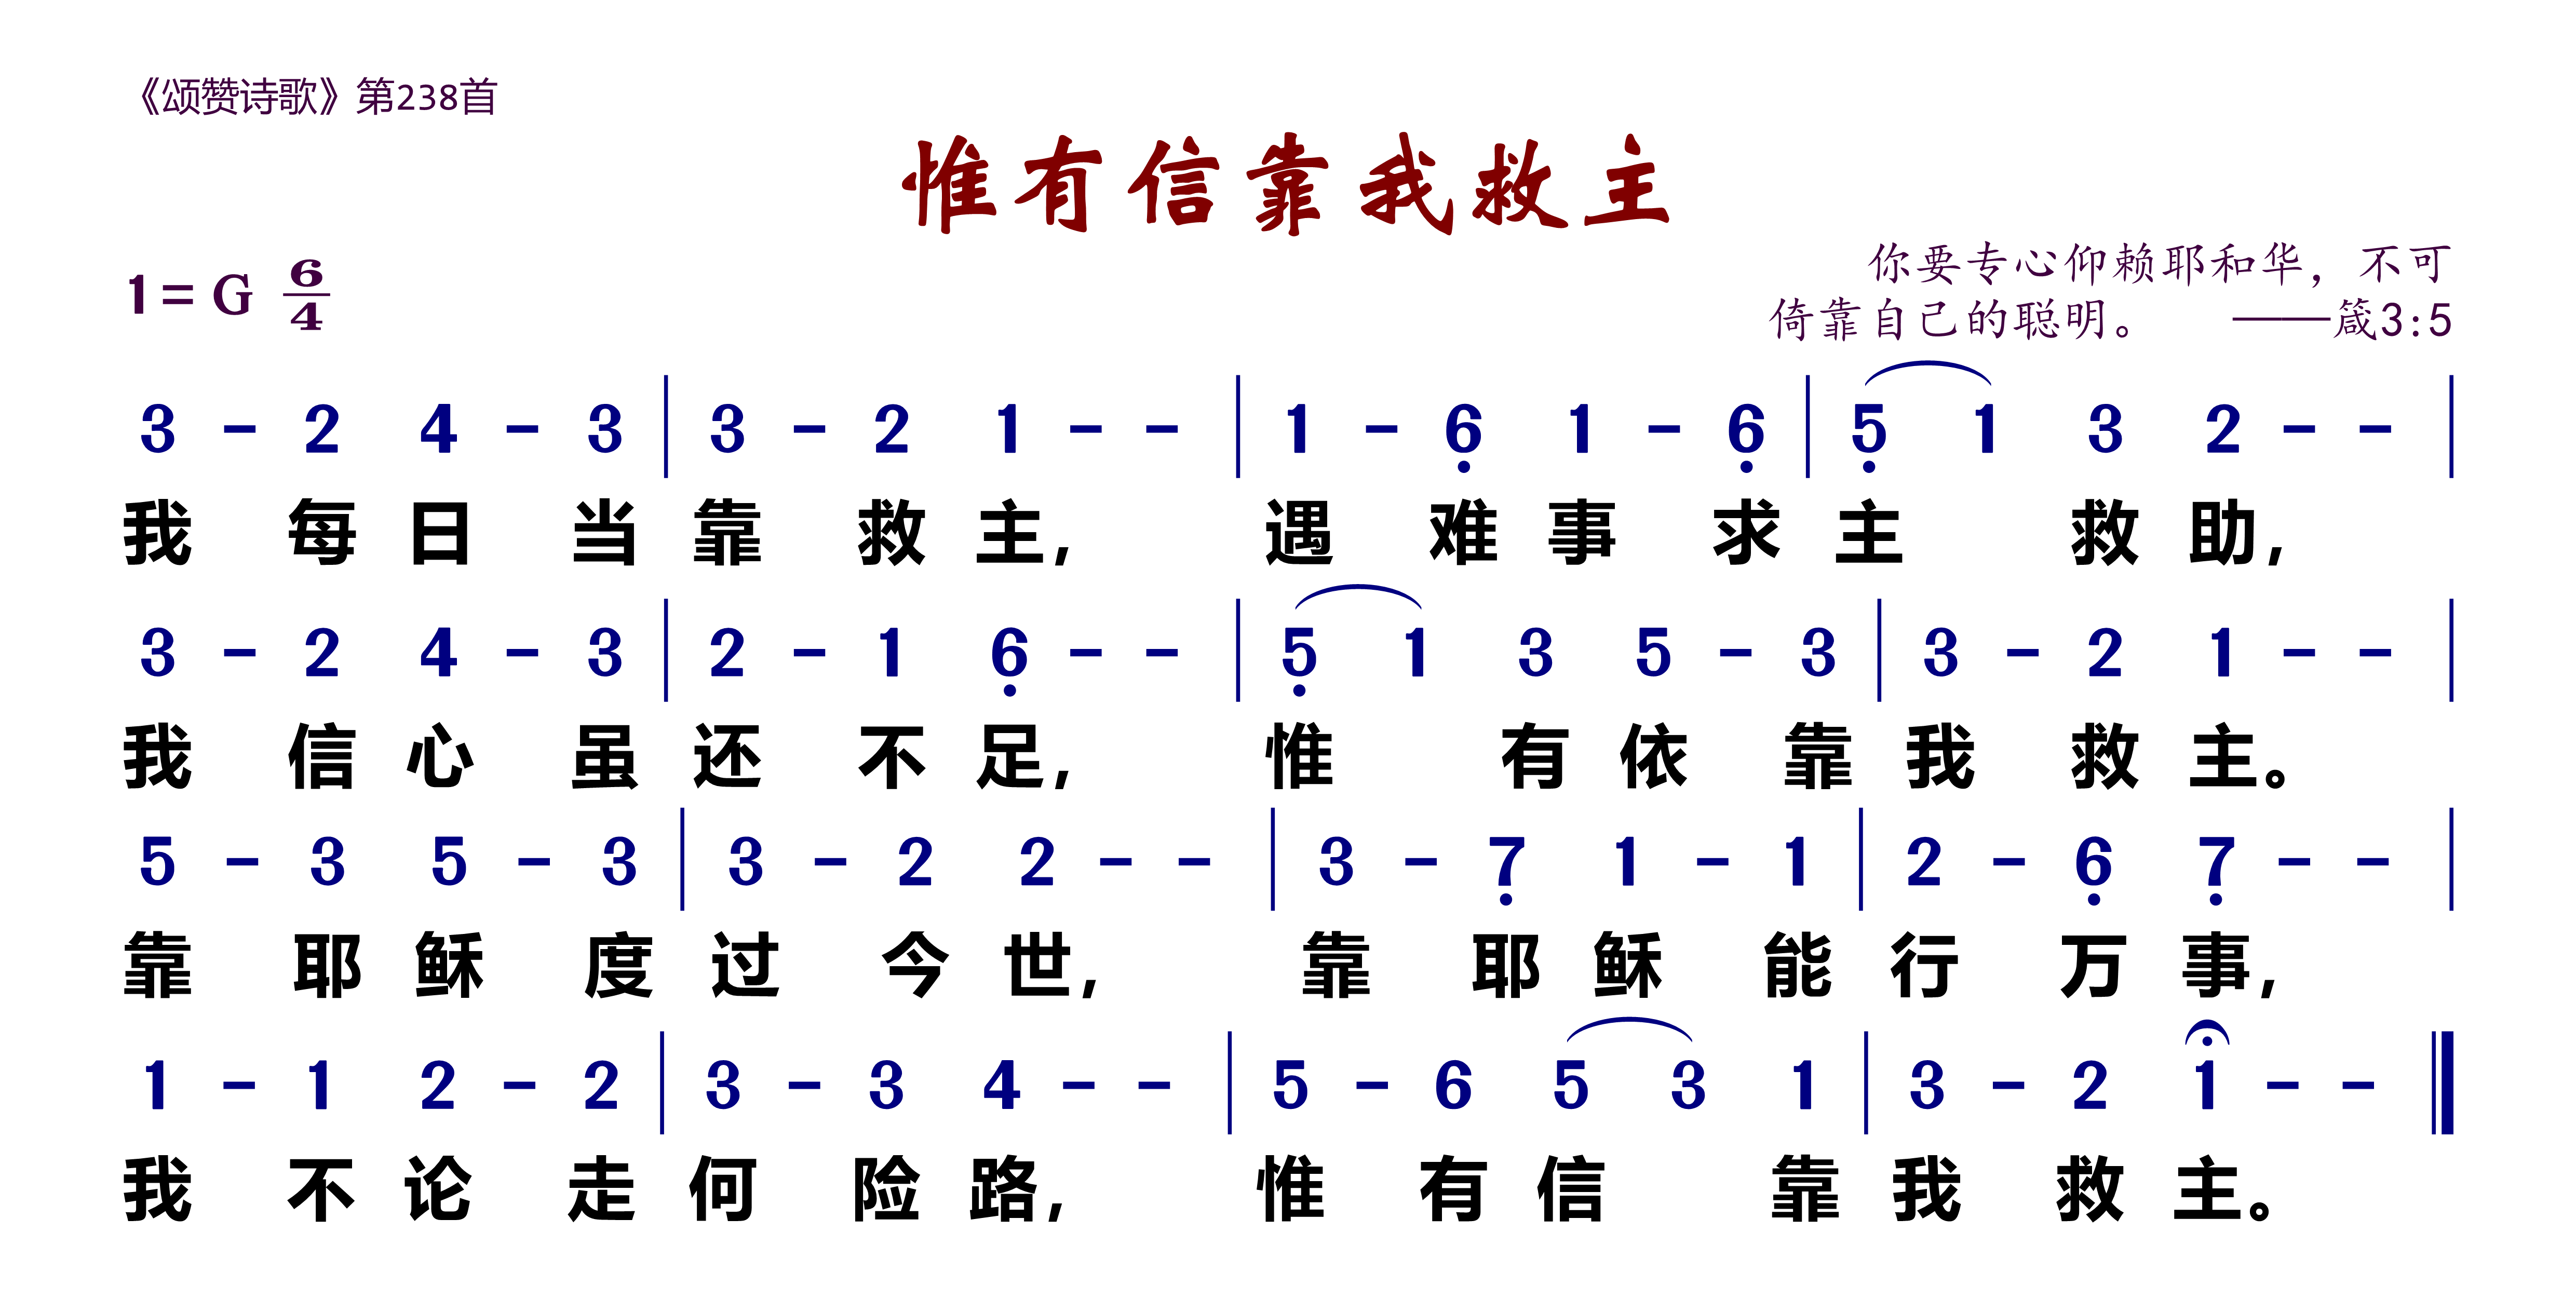 《颂赞诗歌》第238首
惟有信靠我救主
1= G 6/4
你要专心仰赖耶和华，不可
倚靠自己的聪明。 ——箴3:5
3 - 2 4 - 3 | 3 - 2 1 - - | 1 - 6̣ 1 - 6̣ | 5̣ 1 3 2 - - |
我 每 日 当 靠 救 主, 遇 难 事 求 主 救 助,
3 - 2 4 - 3 | 2 - 1 6̣ - - | 5̣ 1 3 5 - 3 | 3 - 2 1 - - |
我 信 心 虽 还 不 足, 惟 有 依 靠 我 救 主。
5 - 3 5 - 3 | 3 - 2 2 - - | 3 - 7̣ 1 - 1 | 2 - 6̣ 7̣ - - |
靠 耶 稣 度 过 今 世, 靠 耶 稣 能 行 万 事,
1 - 1 2 - 2 | 3 - 3 4 - - | 5 - 6 5 3 1 | 3 - 2 1 - - ‖
我 不 论 走 何 险 路, 惟 有 信 靠 我 救 主。